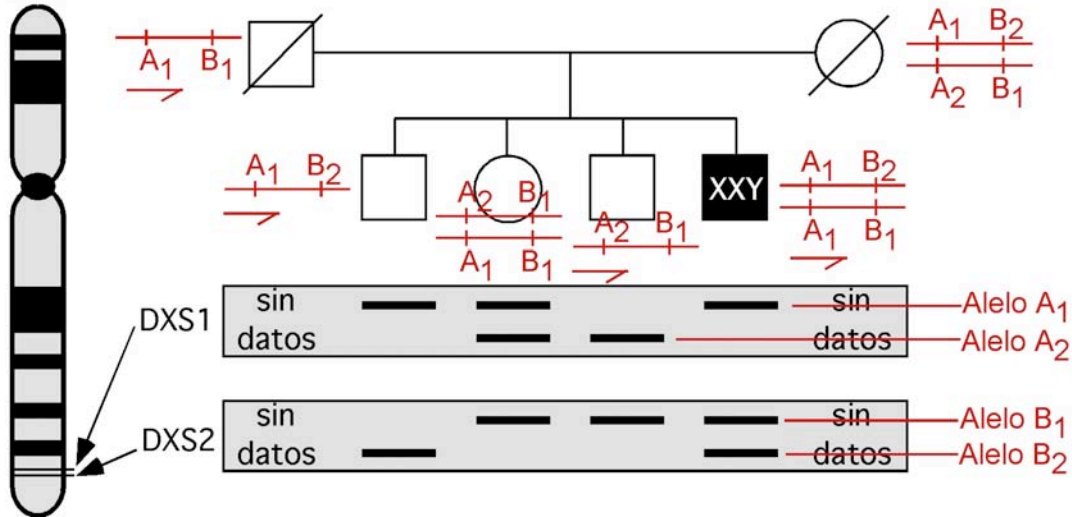 A1 B1
A1 B2
A2 B1
A1 B2
A2 B1
A1 B1
A2 B1
XXY
A1 B2
A1 B1
DXS1
sin
datos
sin
datos
Alelo A1
Alelo A2
DXS2
sin
datos
sin
datos
Alelo B1
Alelo B2